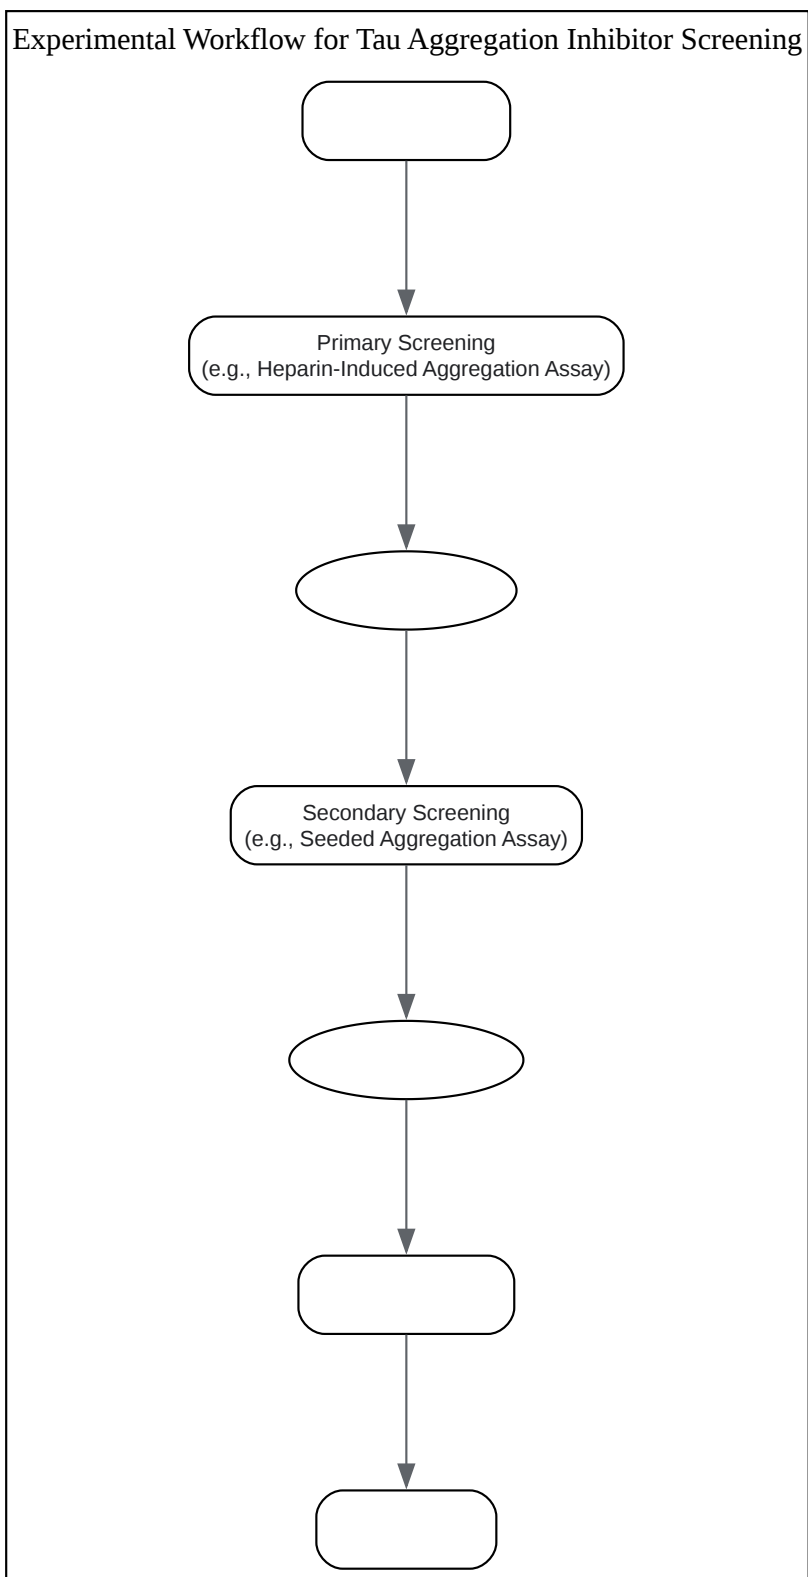 Experimental Workflow for Tau Aggregation Inhibitor Screening
Primary Screening
(e.g., Heparin-Induced Aggregation Assay)
Secondary Screening
(e.g., Seeded Aggregation Assay)